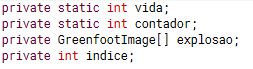 private static int vida;
private static int contador;
private GreenfootImage[] explosao;
private int indice;